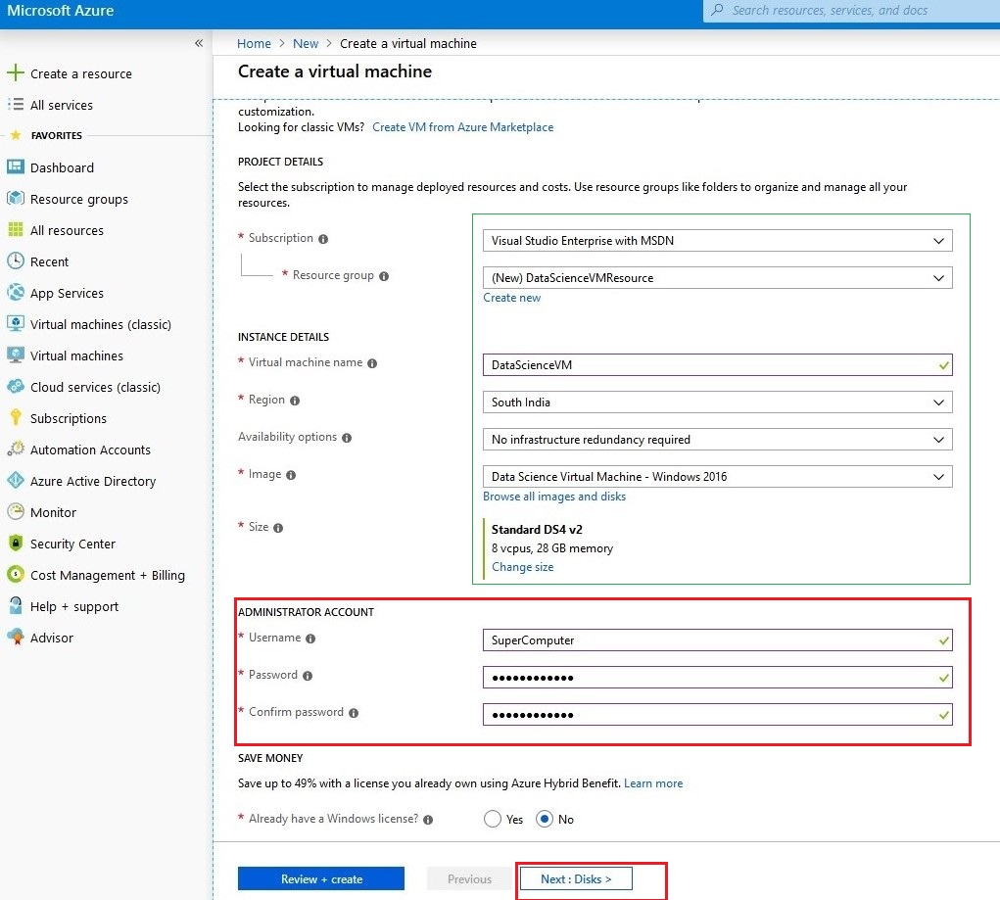 Microsoft Azure
Search resources, services, and docs
«
Home > New > Create a virtual machine
Create a virtual machine
Create a resource
All services
FAVORITES
Dashboard
Resource groups
All resources
Recent
App Services
Virtual machines (classic)
Virtual machines
Cloud services (classic)
Subscriptions
Automation Accounts
Azure Active Directory
Monitor
Security Center
Cost Management + Billing
Help + support
Advisor
customization.
Looking for classic VMs? Create VM from Azure Marketplace
PROJECT DETAILS
Select the subscription to manage deployed resources and costs. Use resource groups like folders to organize and manage all your
resources.
* Subscription
Visual Studio Enterprise with MSDN
* Resource group
(New) DataScienceVMResource
Create new
INSTANCE DETAILS
* Virtual machine name
DataScienceVM
* Region
South India
Availability options
No infrastructure redundancy required
* Image
Data Science Virtual Machine - Windows 2016
Browse all images and disks
* Size
Standard DS4 v2
8 vcpus, 28 GB memory
Change size
ADMINISTRATOR ACCOUNT
* Username
SuperComputer
* Password
••••••••••••
* Confirm password
••••••••••••
SAVE MONEY
Save up to 49% with a license you already own using Azure Hybrid Benefit. Learn more
* Already have a Windows license?
Yes No
Review + create
Previous
Next : Disks >